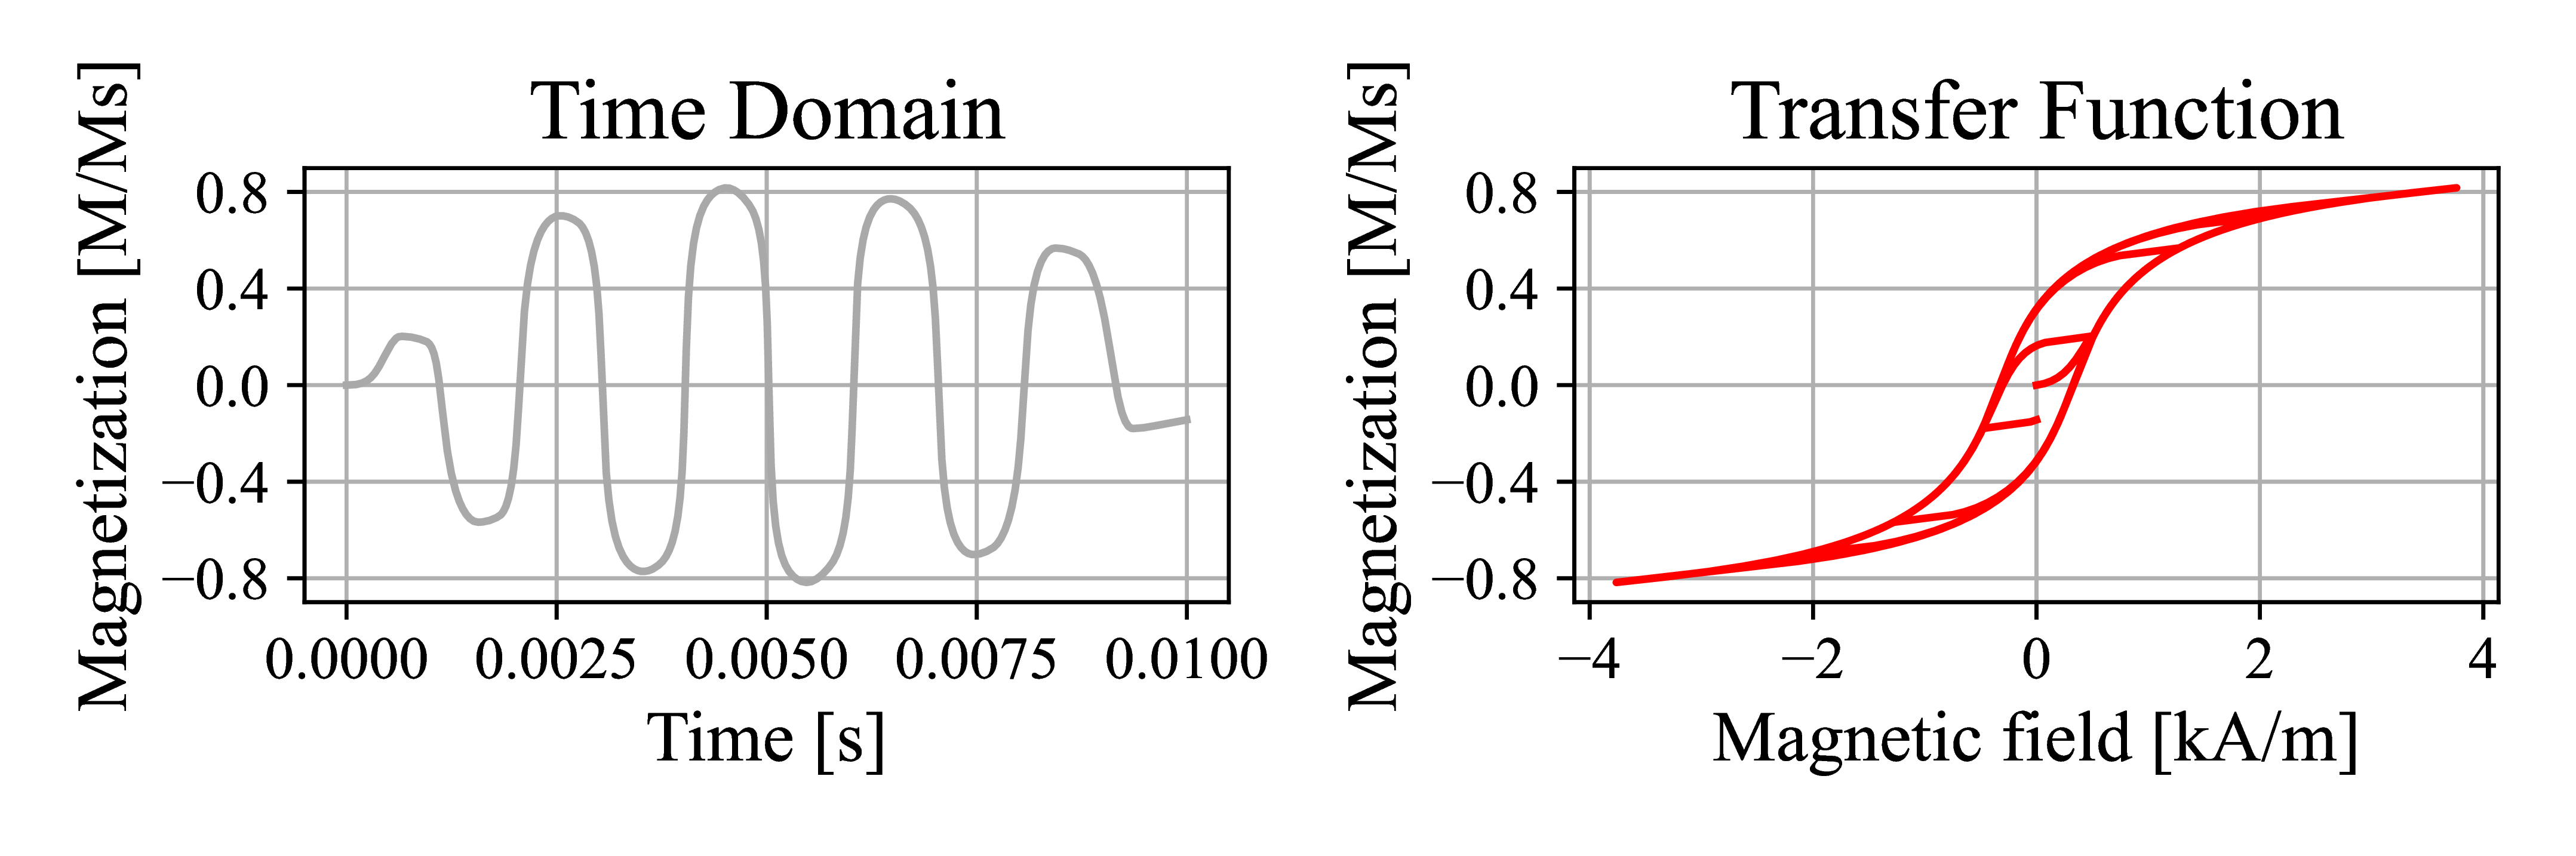 Time Domain
Magnetization [M/Ms]
0.8
0.4
0.0
−0.4
−0.8
0.0000 0.0025 0.0050 0.0075 0.0100
Time [s]
Transfer Function
Magnetization [M/Ms]
0.8
0.4
0.0
−0.4
−0.8
−4 −2 0 2 4
Magnetic field [kA/m]